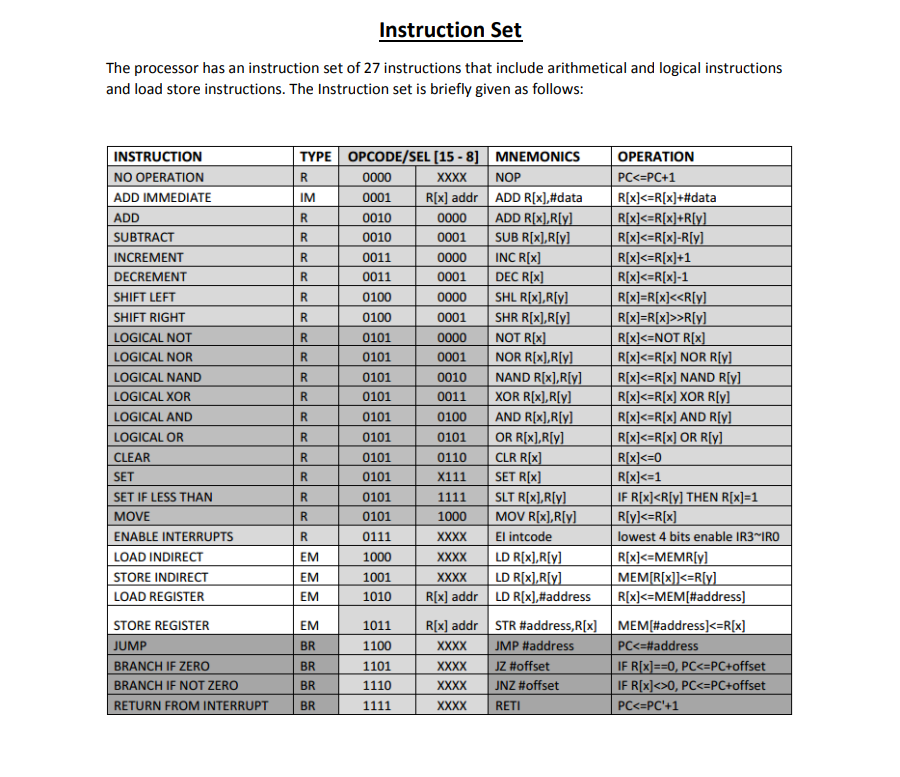 Instruction Set
The processor has an instruction set of 27 instructions that include arithmetical and logical instructions
and load store instructions. The Instruction set is briefly given as follows:
INSTRUCTION TYPE OPCODE/SEL [15 - 8] MNEMONICS OPERATION
NO OPERATION R 0000 XXXX NOP PC<=PC+1
ADD IMMEDIATE IM 0001 R[x] addr ADD R[x],#data R[x]<=R[x]+#data
ADD R 0010 0000 ADD R[x],R[y] R[x]<=R[x]+R[y]
SUBTRACT R 0010 0001 SUB R[x],R[y] R[x]<=R[x]-R[y]
INCREMENT R 0011 0000 INC R[x] R[x]<=R[x]+1
DECREMENT R 0011 0001 DEC R[x] R[x]<=R[x]-1
SHIFT LEFT R 0100 0000 SHL R[x],R[y] R[x]=R[x]<<R[y]
SHIFT RIGHT R 0100 0001 SHR R[x],R[y] R[x]=R[x]>>R[y]
LOGICAL NOT R 0101 0000 NOT R[x] R[x]<=NOT R[x]
LOGICAL NOR R 0101 0001 NOR R[x],R[y] R[x]<=R[x] NOR R[y]
LOGICAL NAND R 0101 0010 NAND R[x],R[y] R[x]<=R[x] NAND R[y]
LOGICAL XOR R 0101 0011 XOR R[x],R[y] R[x]<=R[x] XOR R[y]
LOGICAL AND R 0101 0100 AND R[x],R[y] R[x]<=R[x] AND R[y]
LOGICAL OR R 0101 0101 OR R[x],R[y] R[x]<=R[x] OR R[y]
CLEAR R 0101 0110 CLR R[x] R[x]<=0
SET R 0101 X111 SET R[x] R[x]<=1
SET IF LESS THAN R 0101 1111 SLT R[x],R[y] IF R[x]<R[y] THEN R[x]=1
MOVE R 0101 1000 MOV R[x],R[y] R[y]<=R[x]
ENABLE INTERRUPTS R 0111 XXXX EI intcode lowest 4 bits enable IR3~IR0
LOAD INDIRECT EM 1000 XXXX LD R[x],R[y] R[x]<=MEMR[y]
STORE INDIRECT EM 1001 XXXX LD R[x],R[y] MEM[R[x]]<=R[y]
LOAD REGISTER EM 1010 R[x] addr LD R[x],#address R[x]<=MEM[#address]
STORE REGISTER EM 1011 R[x] addr STR #address,R[x] MEM[#address]<=R[x]
JUMP BR 1100 XXXX JMP #address PC<=#address
BRANCH IF ZERO BR 1101 XXXX JZ #offset IF R[x]==0, PC<=PC+offset
BRANCH IF NOT ZERO BR 1110 XXXX JNZ #offset IF R[x]<>0, PC<=PC+offset
RETURN FROM INTERRUPT BR 1111 XXXX RETI PC<=PC'+1